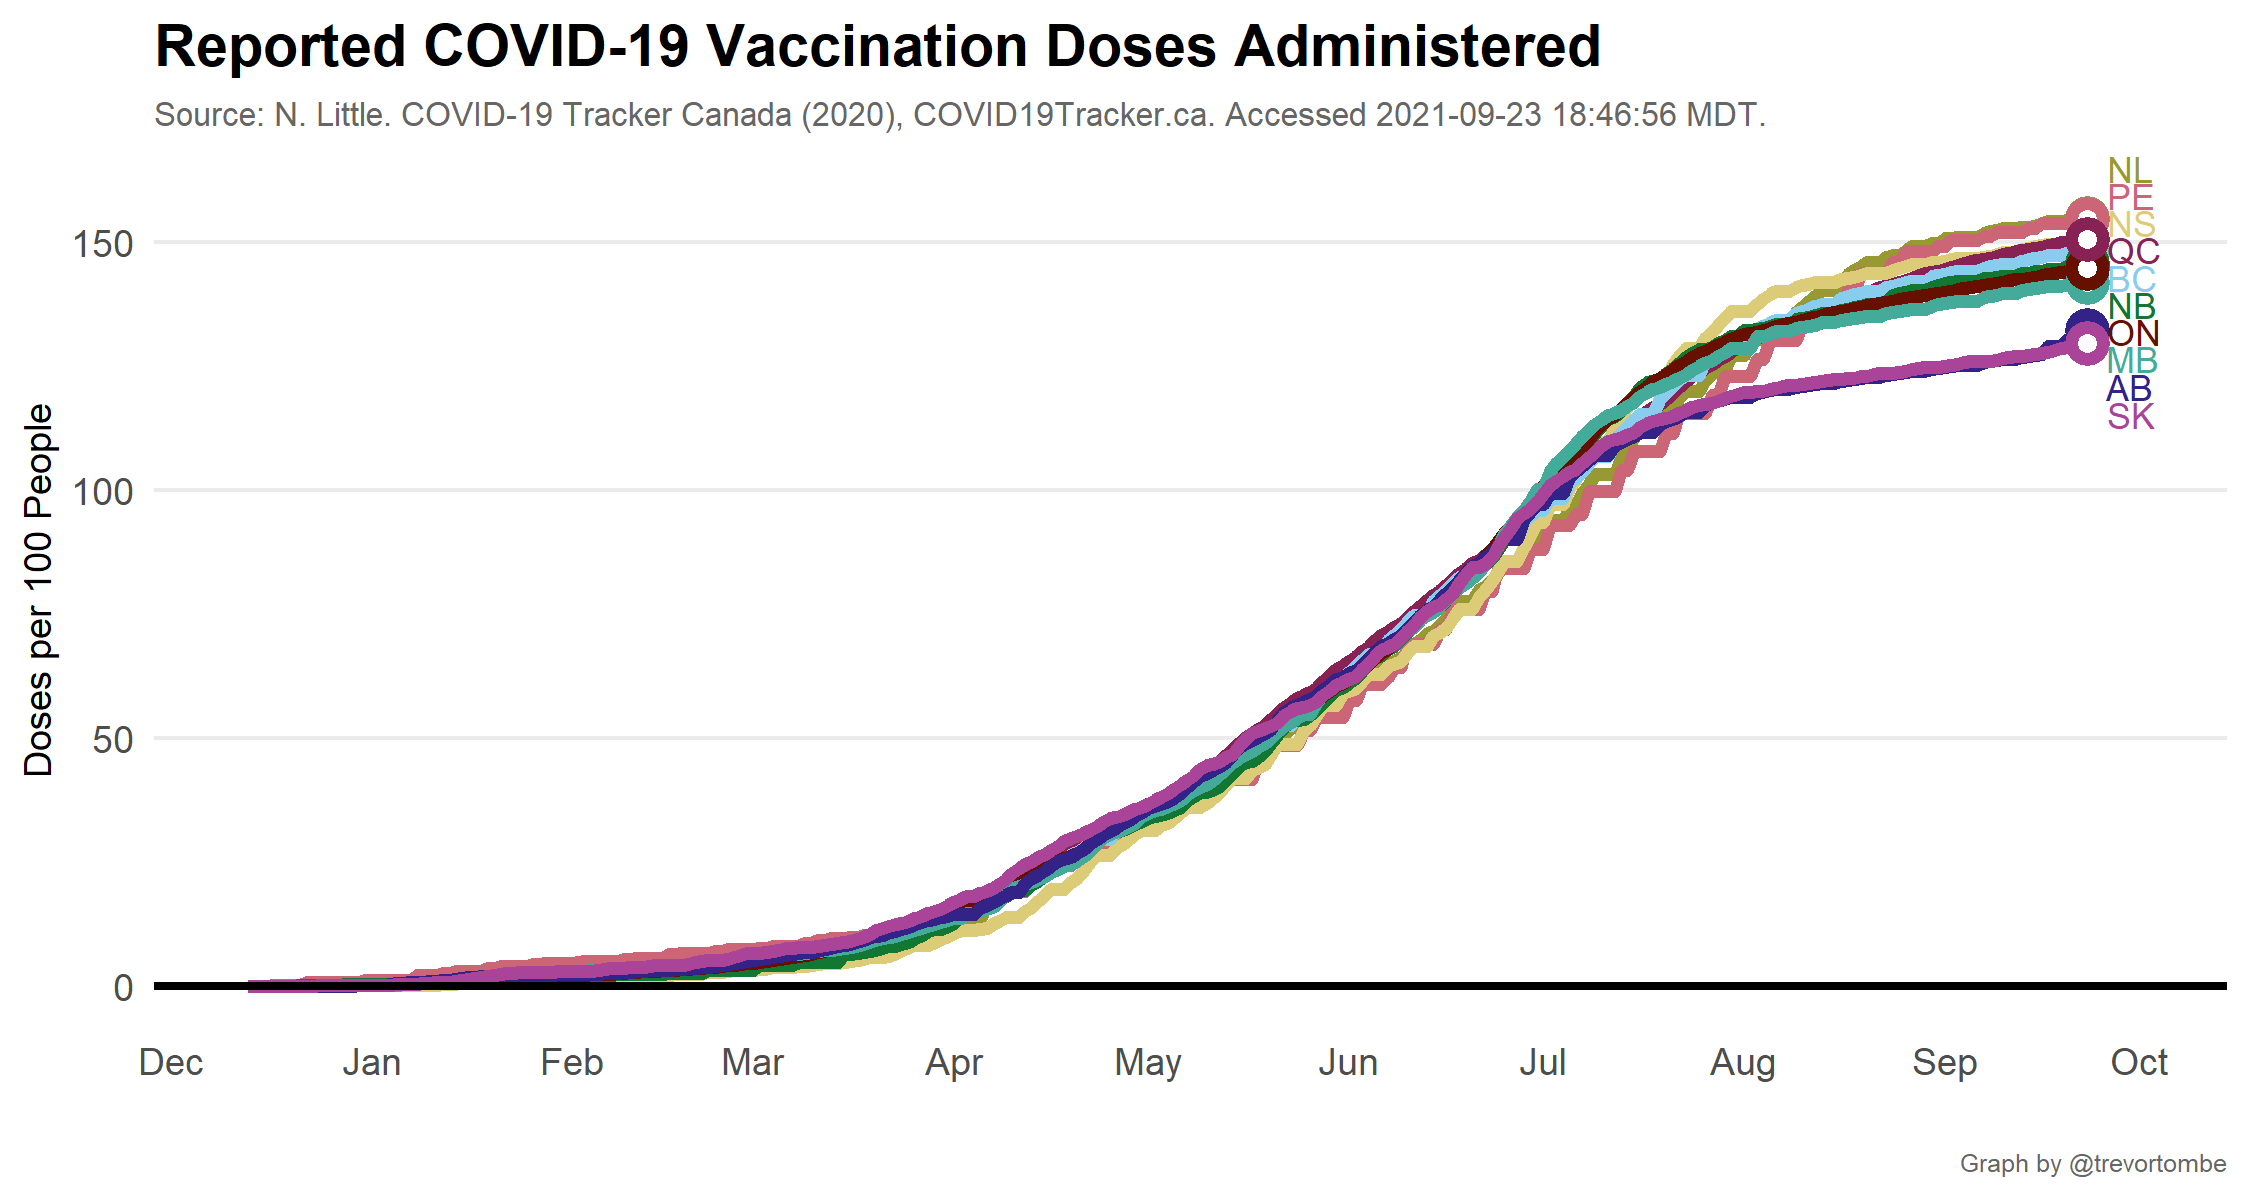 Reported COVID-19 Vaccination Doses Administered
Source: N. Little. COVID-19 Tracker Canada (2020), COVID19Tracker.ca. Accessed 2021-09-23 18:46:56 MDT.
Doses per 100 People
150
100
50
0
NL
PE
NS
QC
BC
NB
ON
MB
AB
SK
Dec Jan Feb Mar Apr May Jun Jul Aug Sep Oct
Graph by @trevortombe